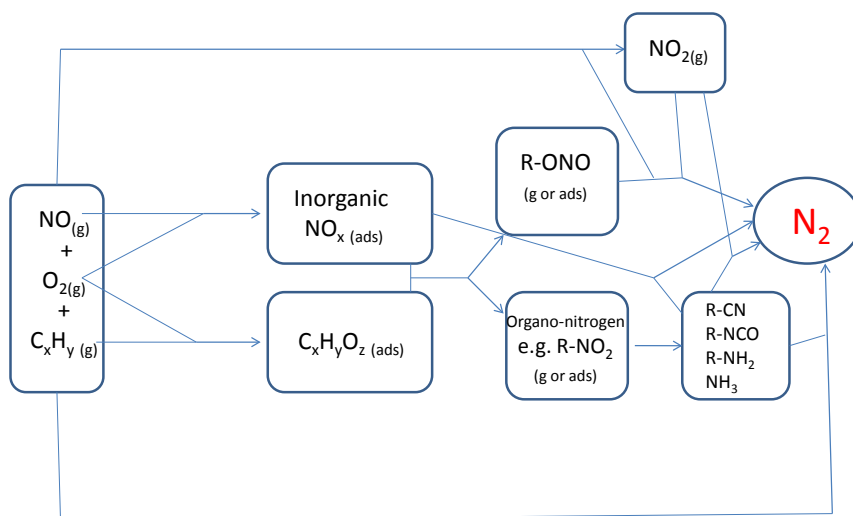 NO2(g)
R-ONO
(g or ads)
Inorganic
NOx (ads)
NO(g)
+
O2(g)
+
CxHy (g)
N2
CxHyOz (ads)
Organo-nitrogen
e.g. R-NO2
(g or ads)
R-CN
R-NCO
R-NH2
NH3